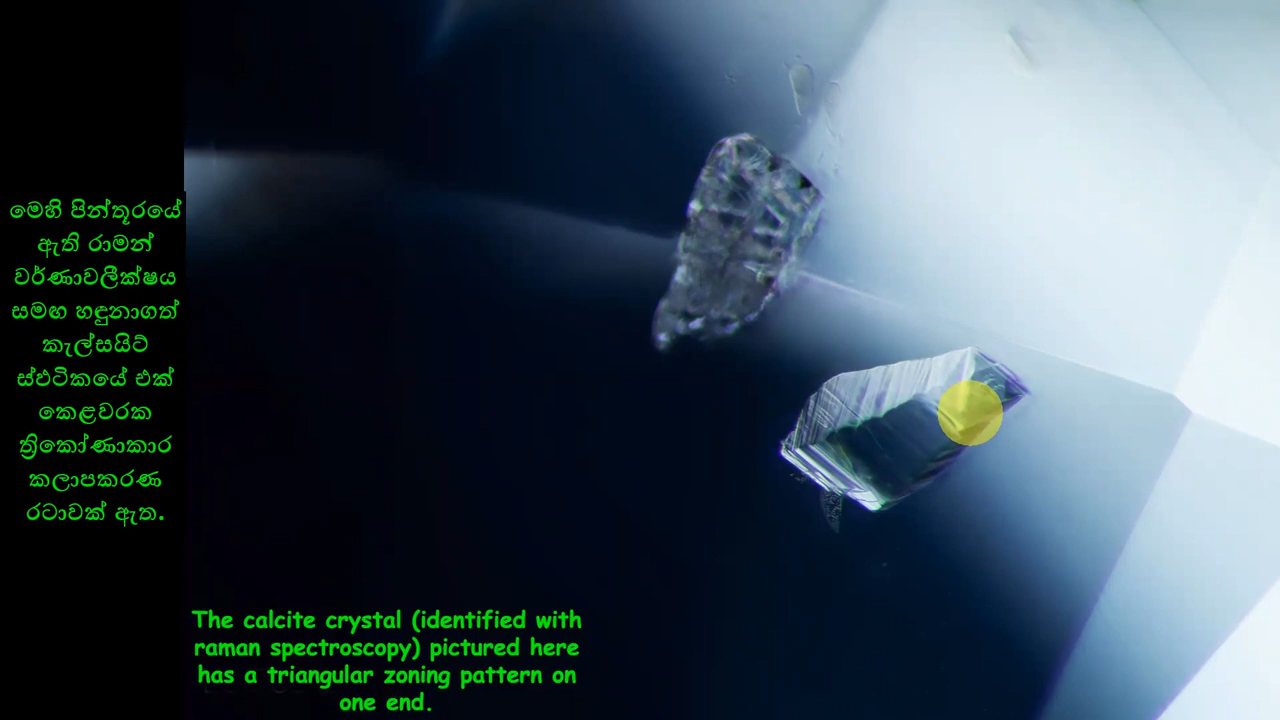 මෙහි පින්තූරයේ
ඇති රාමන්
වර්ණාවලීක්ෂය
සමඟ හඳුනාගත්
කැල්සයිට්
ස්ඵටිකයේ එක්
කෙළවරක
ත්‍රිකෝණාකාර
කලාපකරණ
රටාවක් ඇත.
The calcite crystal (identified with
raman spectroscopy) pictured here
has a triangular zoning pattern on
one end.